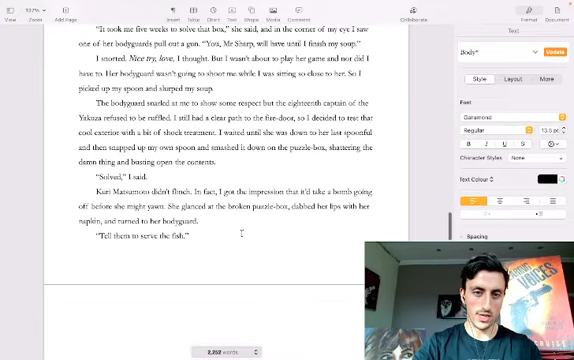 107%
View
Zoom
Add Page
Insert
Table
Chart
Text
Shape
Media
Comment
Collaborate
Format
Document
Text
"It took me five weeks to solve that box," she said, and in the corner of my eye I saw
one of her bodyguards pull out a gun. "You, Mr Sharp, will have until I finish my soup."
I snorted. Nice try, love, I thought. But I wasn't about to play her game and nor did I
have to. Her bodyguard wasn't going to shoot me while I was sitting so close to her. So I
picked up my spoon and slurped my soup.
The bodyguard snarled at me to show some respect but the eighteenth captain of the
Yakuza refused to be ruffled. I still had a clear path to the fire-door, so I decided to test that
cool exterior with a bit of shock treatment. I waited until she was down to her last spoonful
and then snapped up my own spoon and smashed it down on the puzzle-box, shattering the
damn thing and busting open the contents.
"Solved," I said.
Kuri Matsumoto didn't flinch. In fact, I got the impression that it'd take a bomb going
off before she might yawn. She glanced at the broken puzzle-box, dabbed her lips with her
napkin, and turned to her bodyguard.
"Tell them to serve the fish."
2,252 words
Body*
Update
Style
Layout
More
Font
Garamond
Regular
13.5 pt
B
I
U
S
Character Styles
None
Text Colour
Spacing
VOICES